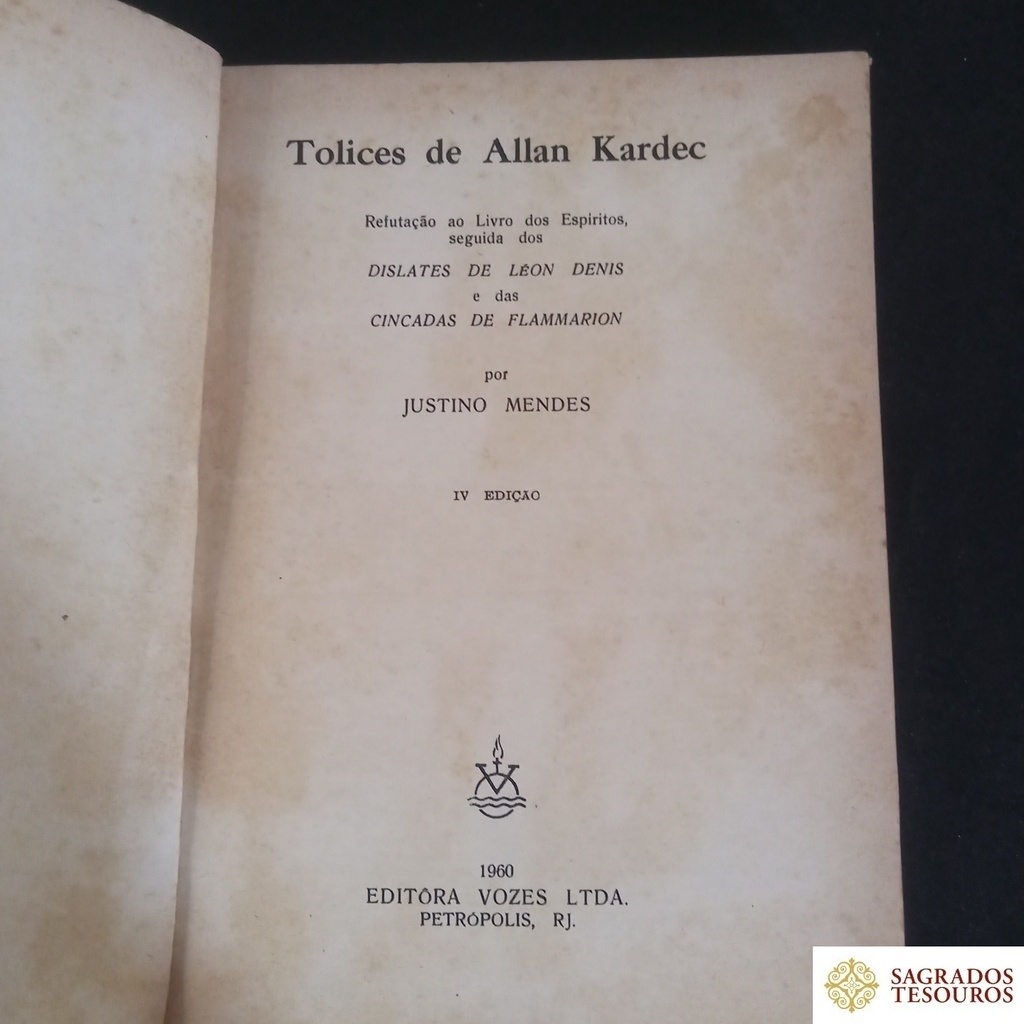 Tolices de Allan Kardec
Refutação ao Livro dos Espiritos,
seguida dos
DISLATES DE LÉON DENIS
e das
CINCADAS DE FLAMMARION
por
JUSTINO MENDES
IV EDIÇÃO
1960
EDITÔRA VOZES LTDA.
PETRÓPOLIS, RJ.
SAGRADOS
TESOUROS